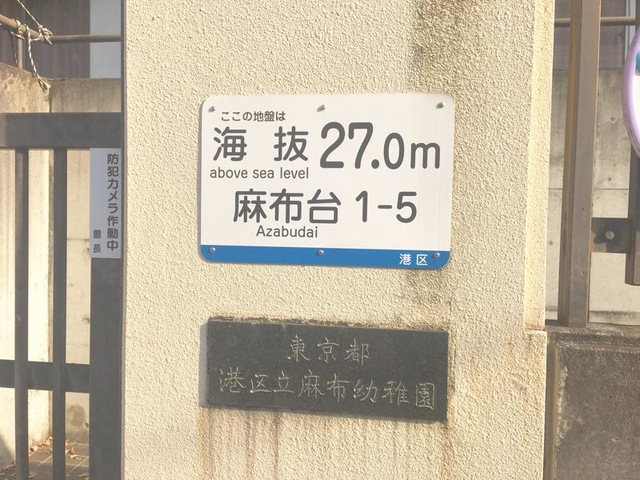 ここの地盤は
海抜 27.0m
above sea level
麻布台 1-5
Azabudai
港区
東京都
港区立麻布幼稚園
防犯カメラ作動中
園長